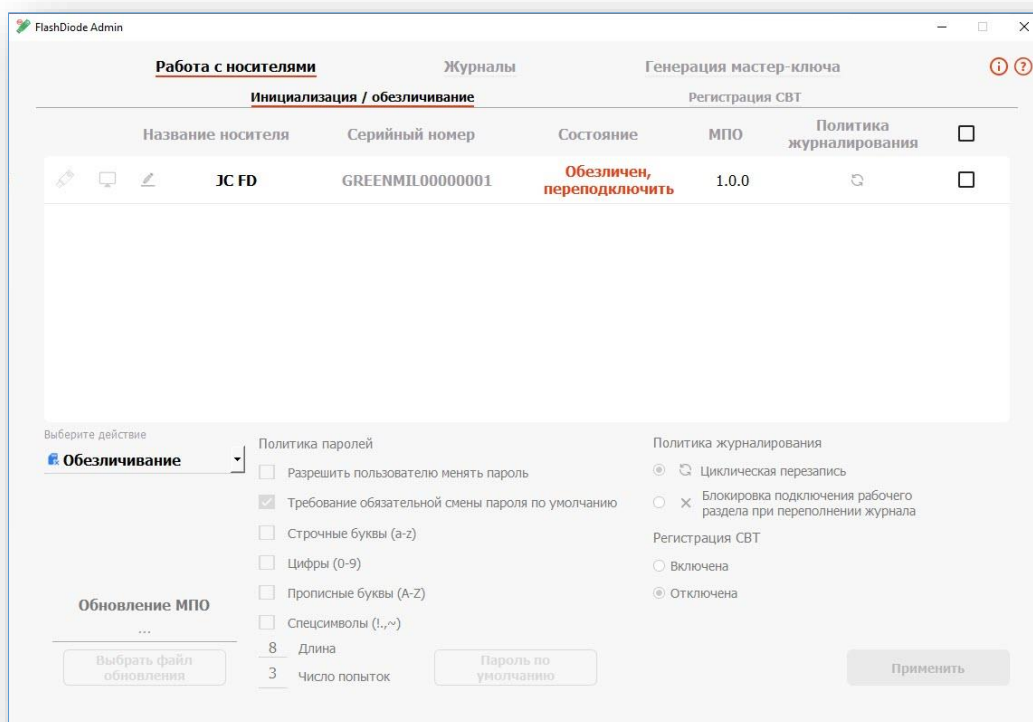 FlashDiode Admin
Работа с носителями Журналы Генерация мастер-ключа
Инициализация / обезличивание Регистрация СВТ
Название носителя Серийный номер Состояние МПО Политика журналирования
JC FD GREENMIL00000001 Обезличен, переподключить 1.0.0
Выберите действие
Обезличивание
Политика паролей
Разрешить пользователю менять пароль
Требование обязательной смены пароля по умолчанию
Строчные буквы (a-z)
Цифры (0-9)
Прописные буквы (A-Z)
Спецсимволы (!.,~)
8 Длина
3 Число попыток
Политика журналирования
Циклическая перезапись
Блокировка подключения рабочего
раздела при переполнении журнала
Регистрация СВТ
Включена
Отключена
Обновление МПО
...
Выбрать файл
обновления
Пароль по
умолчанию
Применить